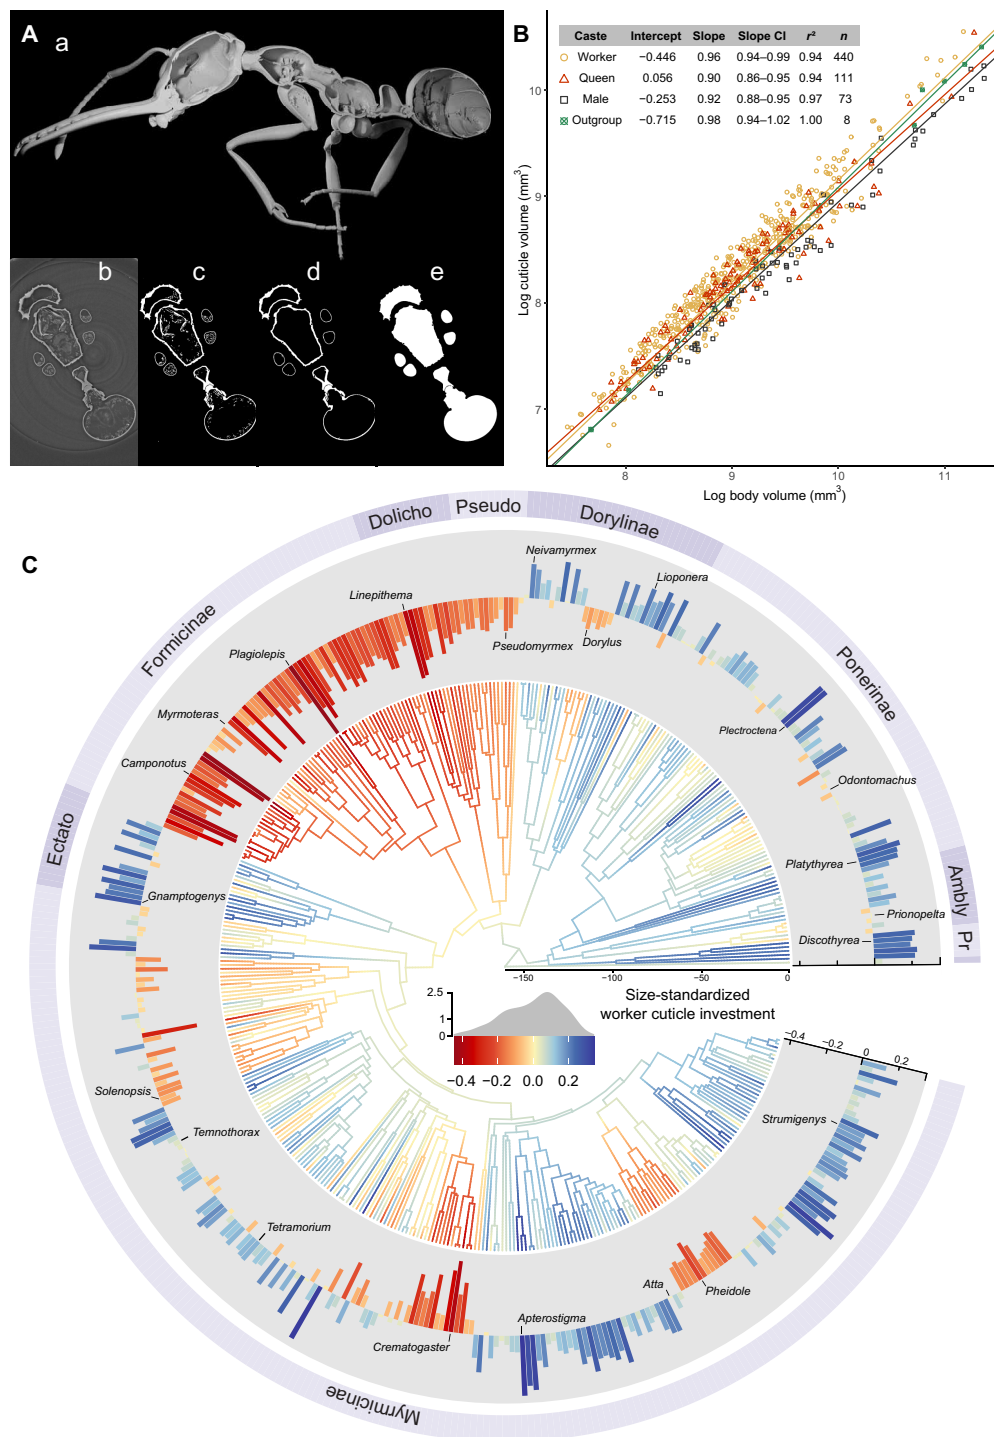 A
a
b
c
d
e
B
Caste Intercept Slope Slope CI r² n
Worker −0.446 0.96 0.94–0.99 0.94 440
Queen 0.056 0.90 0.86–0.95 0.94 111
Male −0.253 0.92 0.88–0.95 0.97 73
Outgroup −0.715 0.98 0.94–1.02 1.00 8
Log cuticle volume (mm³)
10
9
8
7
8 9 10 11
Log body volume (mm³)
C
Dolicho
Pseudo
Dorylinae
Formicinae
Ponerinae
Ectato
Ambly
Pr
Myrmicinae
Neivamyrmex
Lioponera
Linepithema
Pseudomyrmex
Dorylus
Plagiolepis
Myrmoteras
Plectroctena
Camponotus
Odontomachus
Platythyrea
Gnamptogenys
Prionopelta
Discothyrea
−150 −100 −50 0
Size-standardized
worker cuticle investment
2.5
1
0
−0.4 −0.2 0.0 0.2
−0.4 −0.2 0 0.2
Solenopsis
Strumigenys
Temnothorax
Tetramorium
Atta
Pheidole
Apterostigma
Crematogaster